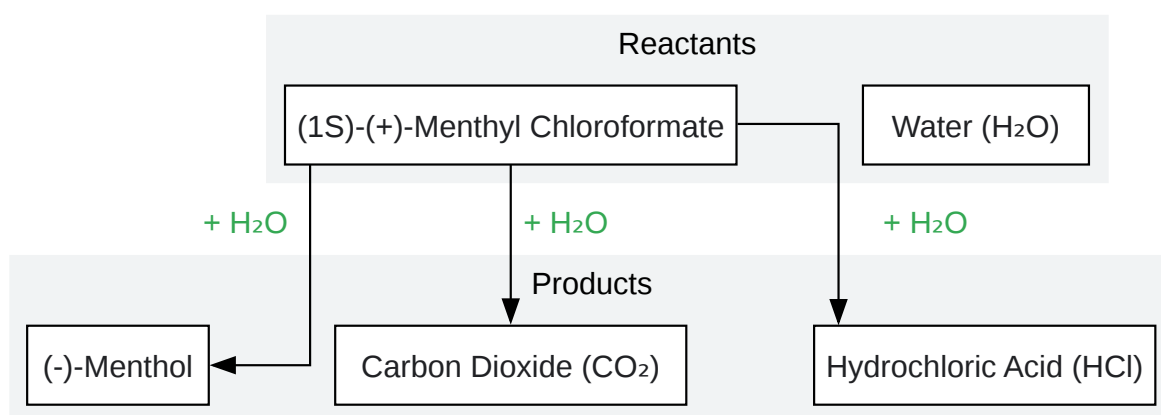 Reactants
(1S)-(+)-Menthyl Chloroformate
Water (H₂O)
+ H₂O
+ H₂O
+ H₂O
Products
(-)-Menthol
Carbon Dioxide (CO₂)
Hydrochloric Acid (HCl)